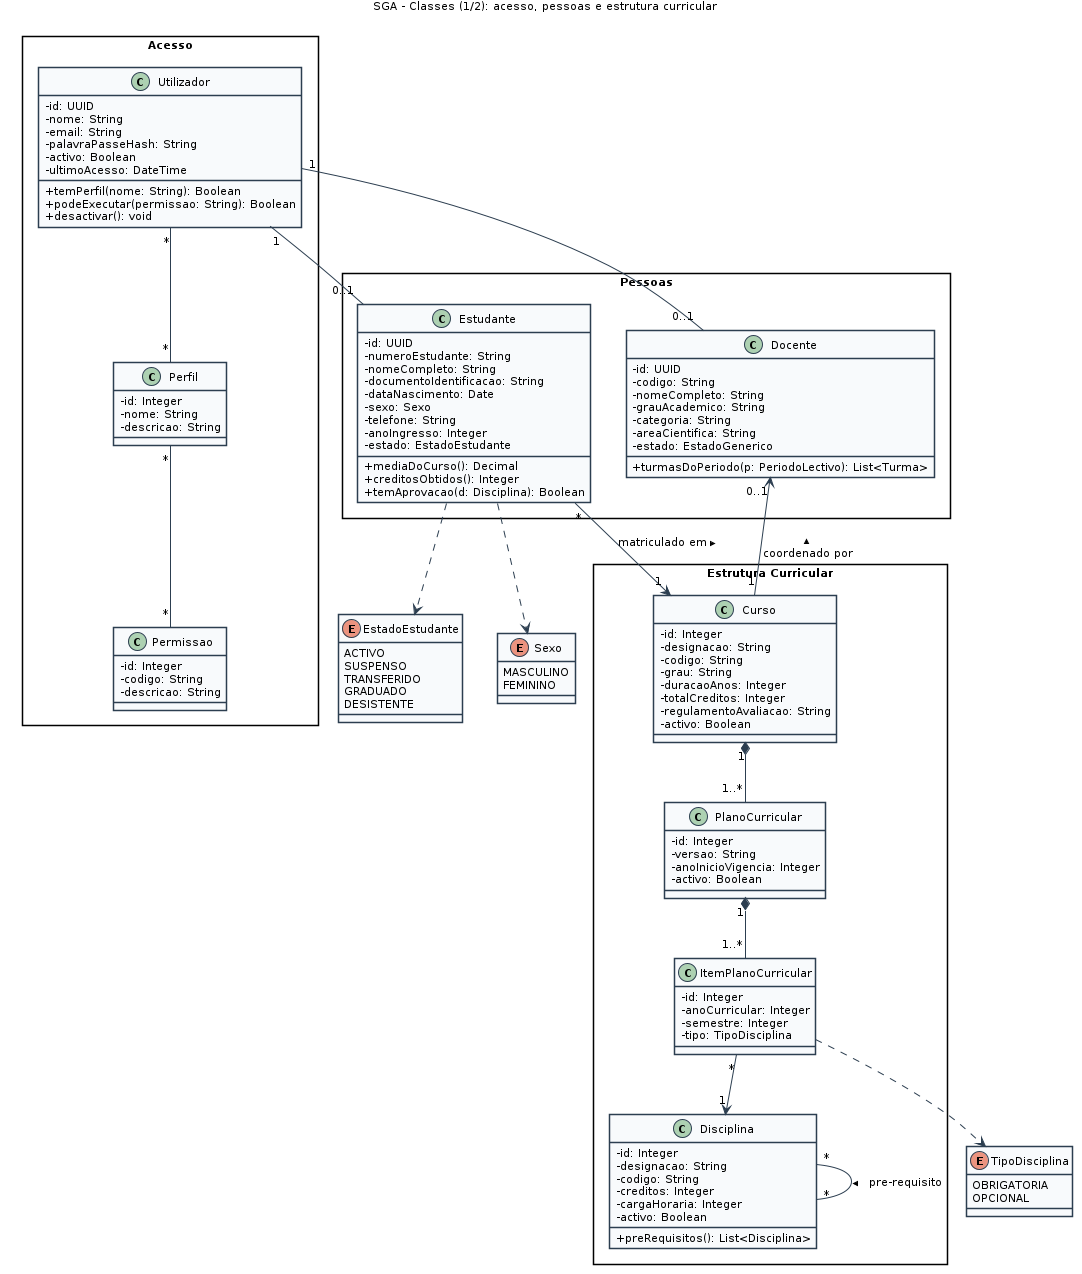 SGA - Classes (1/2): acesso, pessoas e estrutura curricular
Acesso
C Utilizador
-id: UUID
-nome: String
-email: String
-palavraPasseHash: String
-activo: Boolean
-ultimoAcesso: DateTime
+temPerfil(nome: String): Boolean
+podeExecutar(permissao: String): Boolean
+desactivar(): void
1
1
*
*
0..1
0..1
C Perfil
-id: Integer
-nome: String
-descricao: String
*
*
C Permissao
-id: Integer
-codigo: String
-descricao: String
Pessoas
C Estudante
-id: UUID
-numeroEstudante: String
-nomeCompleto: String
-documentoIdentificacao: String
-dataNascimento: Date
-sexo: Sexo
-telefone: String
-anoIngresso: Integer
-estado: EstadoEstudante
+mediaDoCurso(): Decimal
+creditosObtidos(): Integer
+temAprovacao(d: Disciplina): Boolean
C Docente
-id: UUID
-codigo: String
-nomeCompleto: String
-grauAcademico: String
-categoria: String
-areaCientifica: String
-estado: EstadoGenerico
+turmasDoPeriodo(p: PeriodoLectivo): List<Turma>
0..1
*
matriculado em ►
▲
coordenado por
1
1
E EstadoEstudante
ACTIVO
SUSPENSO
TRANSFERIDO
GRADUADO
DESISTENTE
E Sexo
MASCULINO
FEMININO
Estrutura Curricular
C Curso
-id: Integer
-designacao: String
-codigo: String
-grau: String
-duracaoAnos: Integer
-totalCreditos: Integer
-regulamentoAvaliacao: String
-activo: Boolean
1
1..*
C PlanoCurricular
-id: Integer
-versao: String
-anoInicioVigencia: Integer
-activo: Boolean
1
1..*
C ItemPlanoCurricular
-id: Integer
-anoCurricular: Integer
-semestre: Integer
-tipo: TipoDisciplina
*
1
C Disciplina
-id: Integer
-designacao: String
-codigo: String
-creditos: Integer
-cargaHoraria: Integer
-activo: Boolean
+preRequisitos(): List<Disciplina>
*
*
◄ pre-requisito
E TipoDisciplina
OBRIGATORIA
OPCIONAL